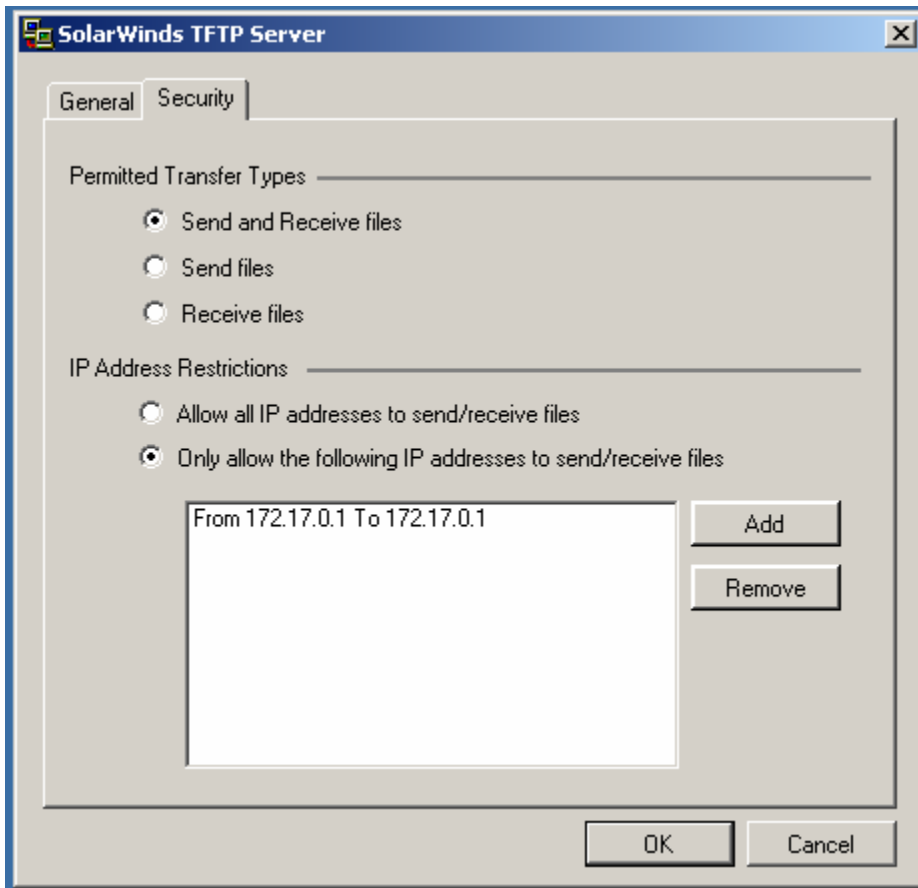 SolarWinds TFTP Server
General Security
Permitted Transfer Types
Send and Receive files
Send files
Receive files
IP Address Restrictions
Allow all IP addresses to send/receive files
Only allow the following IP addresses to send/receive files
From 172.17.0.1 To 172.17.0.1
Add
Remove
OK Cancel